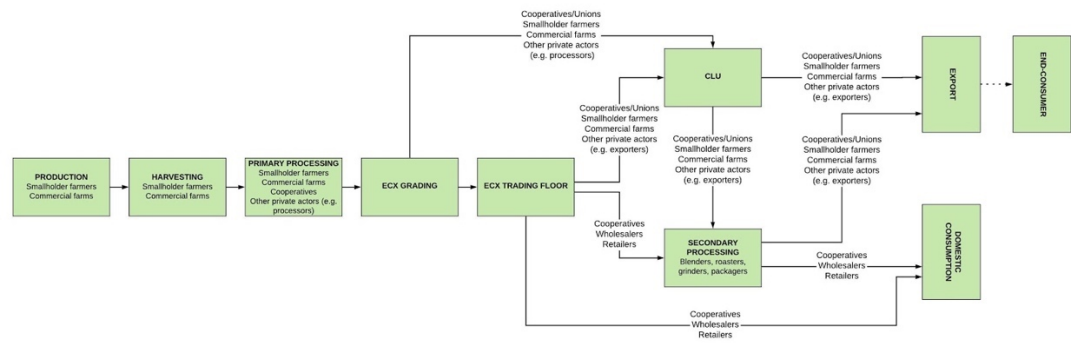 PRODUCTION
Smallholder farmers
Commercial farms
HARVESTING
Smallholder farmers
Commercial farms
PRIMARY PROCESSING
Smallholder farmers
Commercial farms
Cooperatives
Other private actors (e.g.
processors)
ECX GRADING
Cooperatives/Unions
Smallholder farmers
Commercial farms
Other private actors
(e.g. processors)
ECX TRADING FLOOR
Cooperatives/Unions
Smallholder farmers
Commercial farms
Other private actors
(e.g. exporters)
Cooperatives
Wholesalers
Retailers
Cooperatives
Wholesalers
Retailers
CLU
Cooperatives/Unions
Smallholder farmers
Commercial farms
Other private actors
(e.g. exporters)
Cooperatives/Unions
Smallholder farmers
Commercial farms
Other private actors
(e.g. exporters)
SECONDARY
PROCESSING
Blenders, roasters,
grinders, packagers
Cooperatives/Unions
Smallholder farmers
Commercial farms
Other private actors
(e.g. exporters)
Cooperatives
Wholesalers
Retailers
EXPORT
END-CONSUMER
DOMESTIC
CONSUMPTION